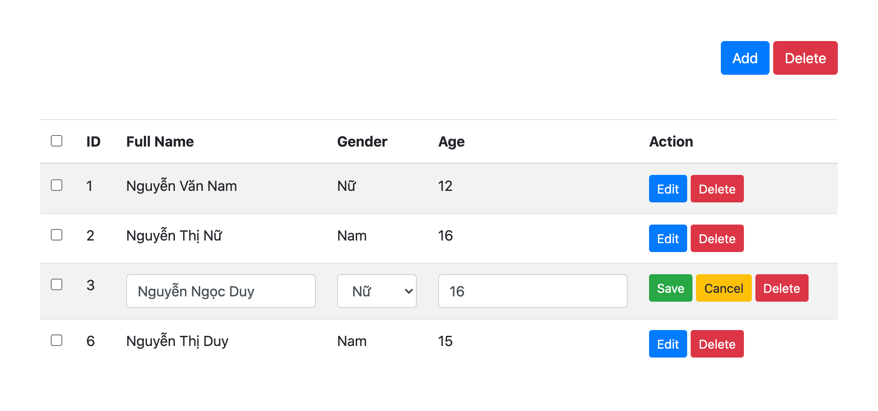 Add Delete
ID Full Name Gender Age Action
1 Nguyễn Văn Nam Nữ 12 Edit Delete
2 Nguyễn Thị Nữ Nam 16 Edit Delete
3 Nguyễn Ngọc Duy Nữ 16 Save Cancel Delete
6 Nguyễn Thị Duy Nam 15 Edit Delete